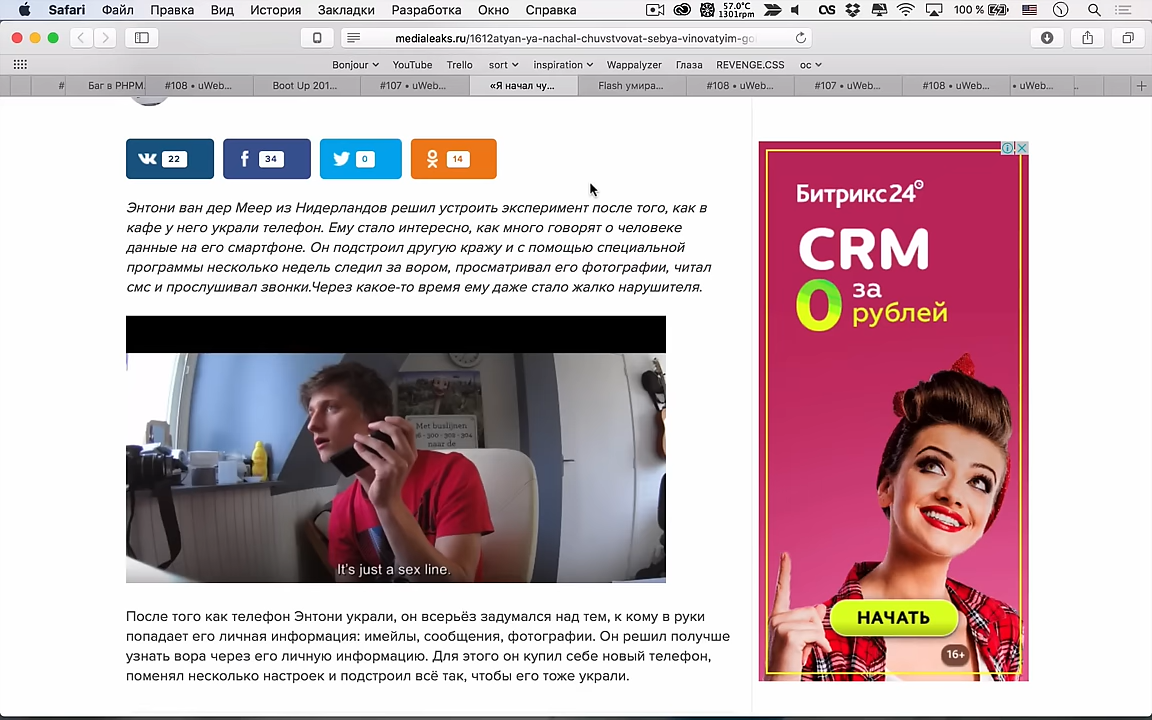 Safari Файл Правка Вид История Закладки Разработка Окно Справка
57.0°C
1301rpm
100 %
medialeaks.ru/1612atyan-ya-nachal-chuvstvovat-sebya-vinovatyim-go
Bonjour YouTube Trello sort inspiration Wappalyzer Глаза REVENGE.CSS ос
# Баг в PHPM #108 • uWeb... Boot Up 201... #107 • uWeb... «Я начал чу... Flash умира... #108 • uWeb... #107 • uWeb... #108 • uWeb... • uWeb...
22 34 0 14
Энтони ван дер Меер из Нидерландов решил устроить эксперимент после того, как в
кафе у него украли телефон. Ему стало интересно, как много говорят о человеке
данные на его смартфоне. Он подстроил другую кражу и с помощью специальной
программы несколько недель следил за вором, просматривал его фотографии, читал
смс и прослушивал звонки.Через какое-то время ему даже стало жалко нарушителя.
Met buslijnen
300 - 302 - 304
naar de
It's just a sex line.
После того как телефон Энтони украли, он всерьёз задумался над тем, к кому в руки
попадает его личная информация: имейлы, сообщения, фотографии. Он решил получше
узнать вора через его личную информацию. Для этого он купил себе новый телефон,
поменял несколько настроек и подстроил всё так, чтобы его тоже украли.
Битрикс24
CRM
0 за
рублей
НАЧАТЬ
16+